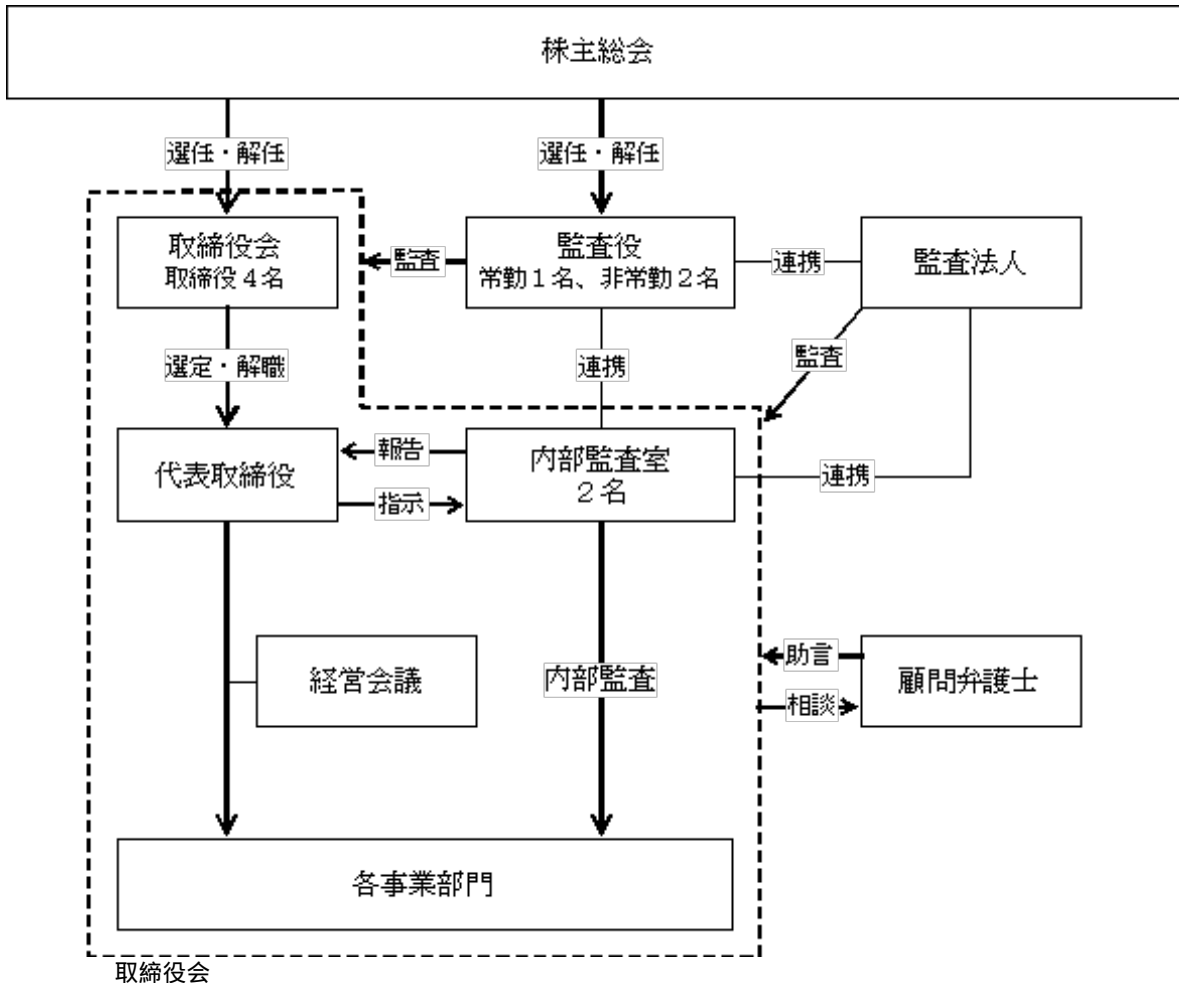 株主総会
選任・解任
選任・解任
取締役会
取締役４名
監査
監査役
常勤１名、非常勤２名
連携
監査法人
選定・解職
連携
監査
代表取締役
報告
指示
内部監査室
２名
連携
経営会議
内部監査
助言
相談
顧問弁護士
各事業部門
取締役会